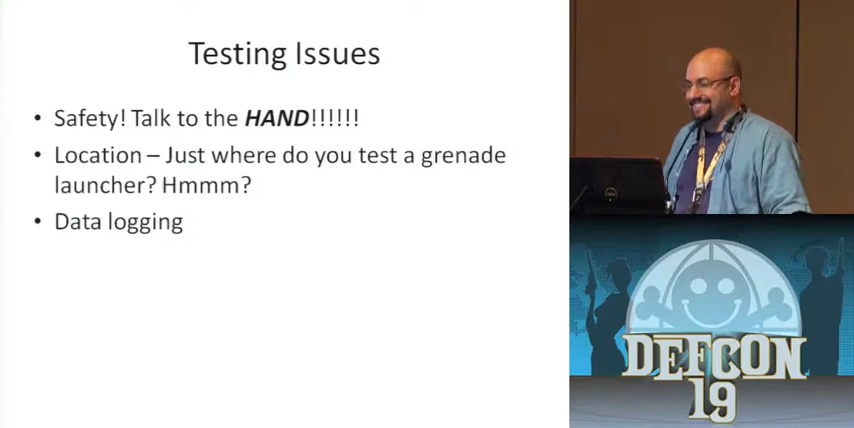 Testing Issues
• Safety! Talk to the HAND!!!!!!
• Location – Just where do you test a grenade
launcher? Hmmm?
• Data logging
DEFCON
19